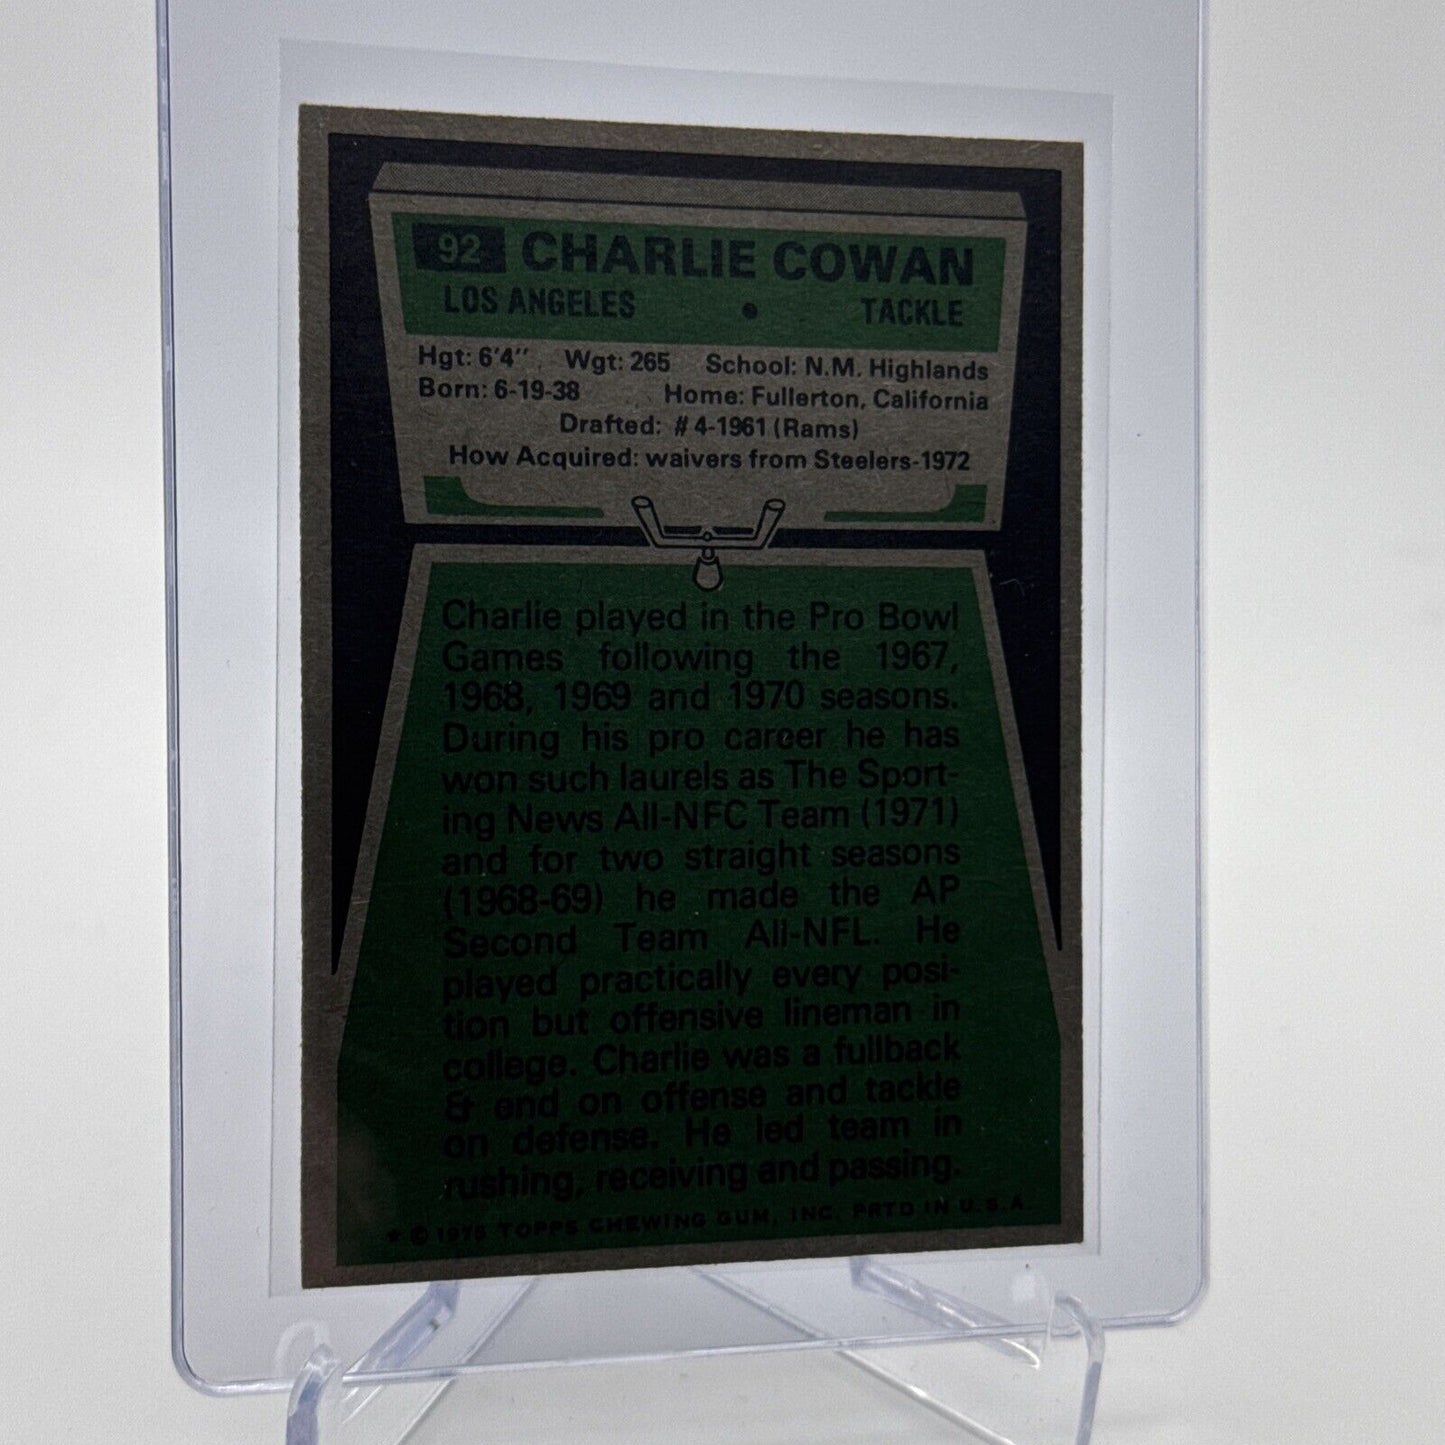 92 CHARLIE COWAN
LOS ANGELES • TACKLE
Hgt: 6'4" Wgt: 265 School: N.M. Highlands
Born: 6-19-38 Home: Fullerton, California
Drafted: #4-1961 (Rams)
How Acquired: waivers from Steelers-1972
Charlie played in the Pro Bowl
Games following the 1967,
1968, 1969 and 1970 seasons.
During his pro career he has
won such laurels as The Sport-
ing News All-NFC Team (1971)
and for two straight seasons
(1968-69) he made the AP
Second Team All-NFL. He
played practically every posi-
tion but offensive lineman in
college. Charlie was a fullback
& end on offense and tackle
on defense. He led team in
rushing, receiving and passing.
* © 1975 TOPPS CHEWING GUM, INC. PRTD IN U.S.A.